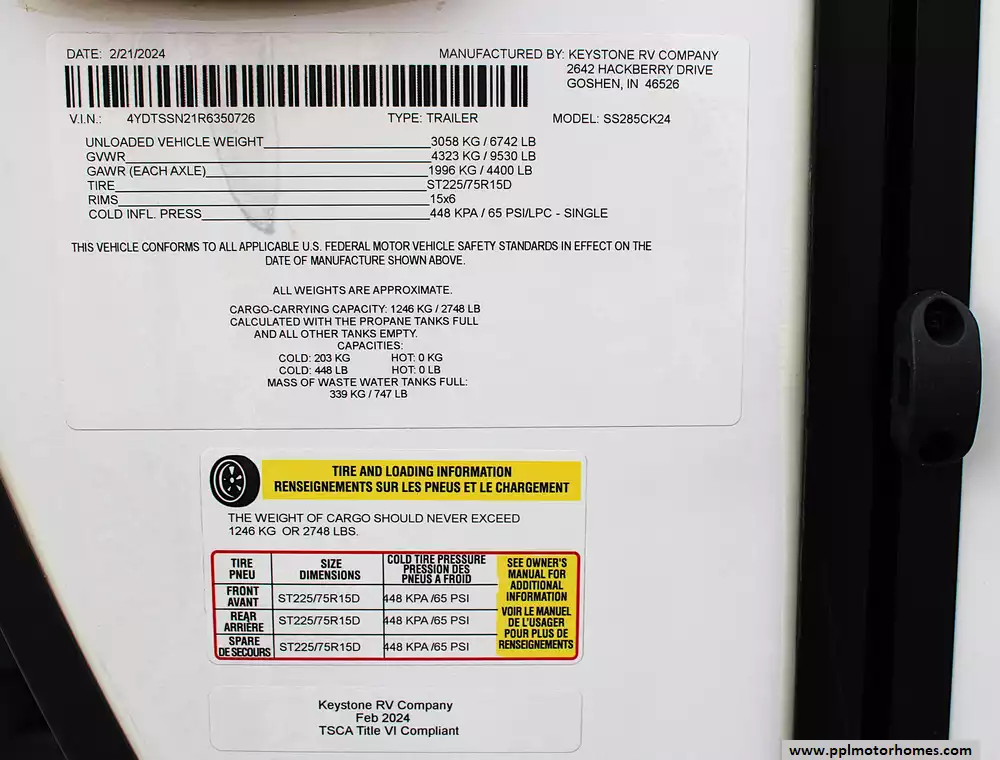 DATE: 2/21/2024
MANUFACTURED BY: KEYSTONE RV COMPANY
2642 HACKBERRY DRIVE
GOSHEN, IN 46526
V.I.N.: 4YDTSSN21R6350726 TYPE: TRAILER MODEL: SS285CK24
UNLOADED VEHICLE WEIGHT 3058 KG / 6742 LB
GVWR 4323 KG / 9530 LB
GAWR (EACH AXLE) 1996 KG / 4400 LB
TIRE ST225/75R15D
RIMS 15x6
COLD INFL. PRESS 448 KPA / 65 PSI/LPC - SINGLE
THIS VEHICLE CONFORMS TO ALL APPLICABLE U.S. FEDERAL MOTOR VEHICLE SAFETY STANDARDS IN EFFECT ON THE
DATE OF MANUFACTURE SHOWN ABOVE.
ALL WEIGHTS ARE APPROXIMATE.
CARGO-CARRYING CAPACITY: 1246 KG / 2748 LB
CALCULATED WITH THE PROPANE TANKS FULL
AND ALL OTHER TANKS EMPTY.
CAPACITIES:
COLD: 203 KG HOT: 0 KG
COLD: 448 LB HOT: 0 LB
MASS OF WASTE WATER TANKS FULL:
339 KG / 747 LB
TIRE AND LOADING INFORMATION
RENSEIGNEMENTS SUR LES PNEUS ET LE CHARGEMENT
THE WEIGHT OF CARGO SHOULD NEVER EXCEED
1246 KG OR 2748 LBS.
TIRE
PNEU
SIZE
DIMENSIONS
COLD TIRE PRESSURE
PRESSION DES
PNEUS A FROID
FRONT
AVANT
ST225/75R15D
448 KPA /65 PSI
REAR
ARRIÈRE
ST225/75R15D
448 KPA /65 PSI
SPARE
DE SECOURS
ST225/75R15D
448 KPA /65 PSI
SEE OWNER'S
MANUAL FOR
ADDITIONAL
INFORMATION
VOIR LE MANUEL
DE L'USAGER
POUR PLUS DE
RENSEIGNEMENTS
Keystone RV Company
Feb 2024
TSCA Title VI Compliant
www.pplmotorhomes.com